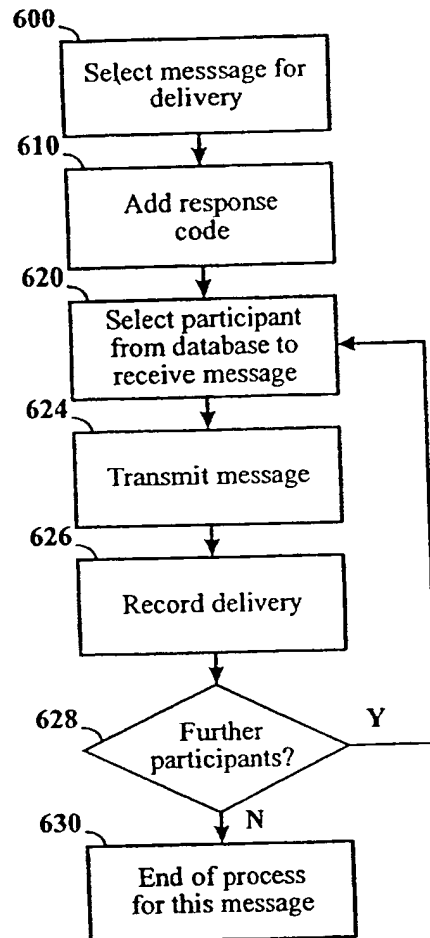 600
Select messsage for
delivery
610
Add response
code
620
Select participant
from database to
receive message
624
Transmit message
626
Record delivery
628
Further
participants?
Y
N
630
End of process
for this message